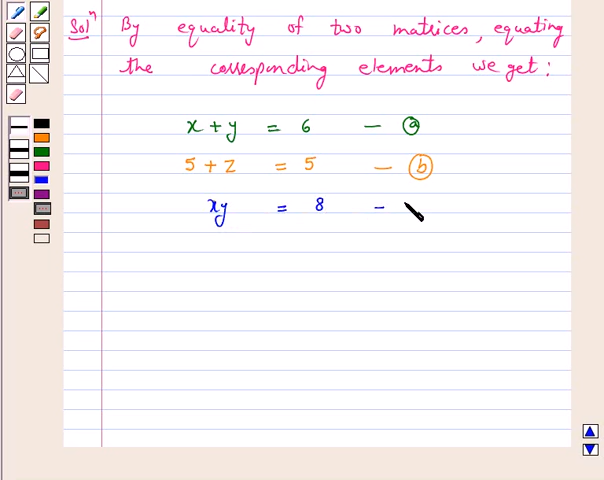 Solⁿ By equality of two matrices, equating
the corresponding elements we get:
x + y = 6 — ⓐ
5 + z = 5 — ⓑ
xy = 8 -